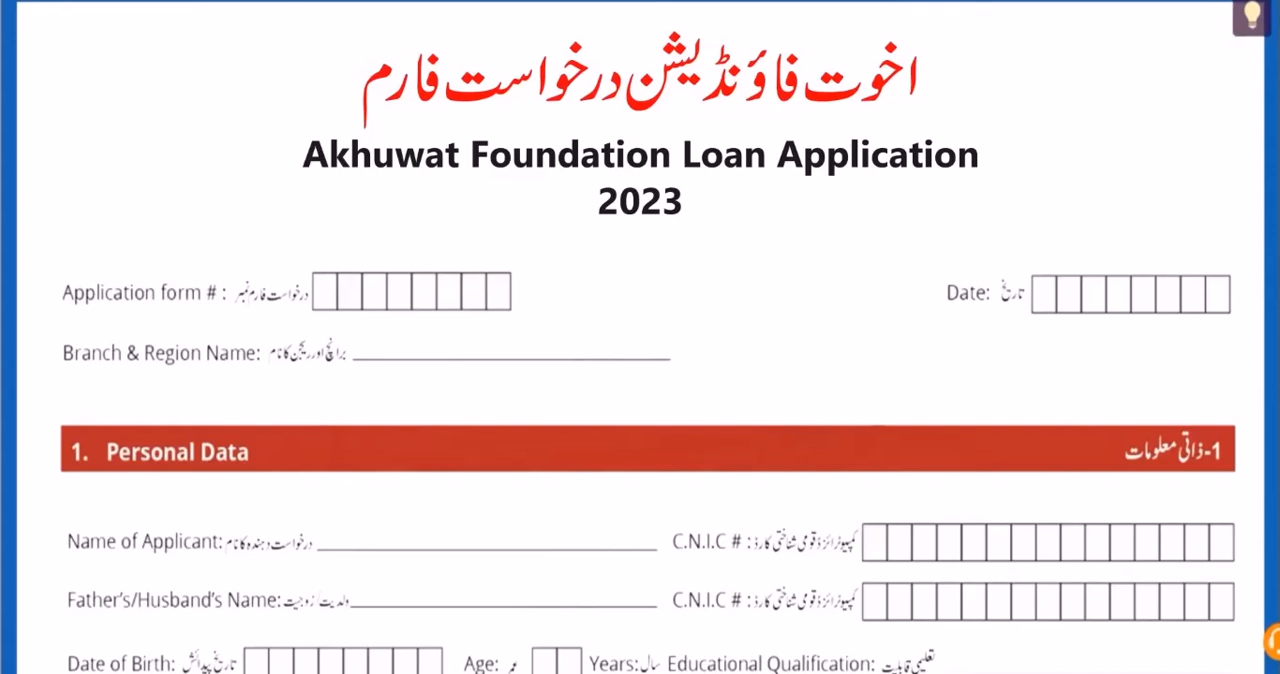 اخوت فاؤنڈیشن درخواست فارم
Akhuwat Foundation Loan Application
2023
Application form # : درخواست فارم نمبر
Date: تاریخ
Branch & Region Name: برانچ اور ریجن کا نام
1. Personal Data
1-ذاتی معلومات
Name of Applicant: درخواست دہندہ کا نام
C.N.I.C # : کمپیوٹرائزڈ قومی شناختی کارڈ
Father's/Husband's Name: ولدیت/زوجیت
C.N.I.C # : کمپیوٹرائزڈ قومی شناختی کارڈ
Date of Birth: تاریخ پیدائش Age: عمر Years: سال Educational Qualification: تعلیمی قابلیت